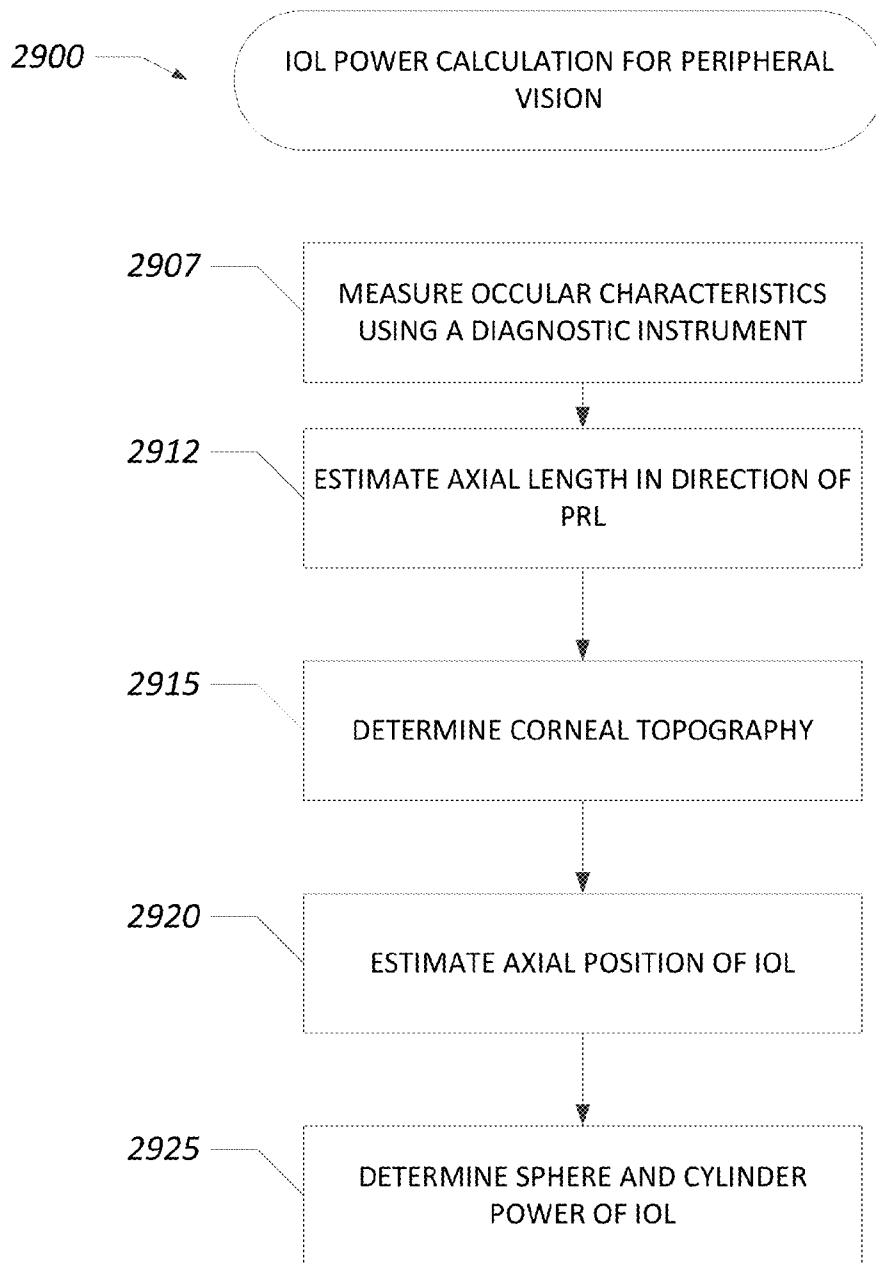 2900
IOL POWER CALCULATION FOR PERIPHERAL
VISION
2907
MEASURE OCCULAR CHARACTERISTICS
USING A DIAGNOSTIC INSTRUMENT
2912
ESTIMATE AXIAL LENGTH IN DIRECTION OF
PRL
2915
DETERMINE CORNEAL TOPOGRAPHY
2920
ESTIMATE AXIAL POSITION OF IOL
2925
DETERMINE SPHERE AND CYLINDER
POWER OF IOL